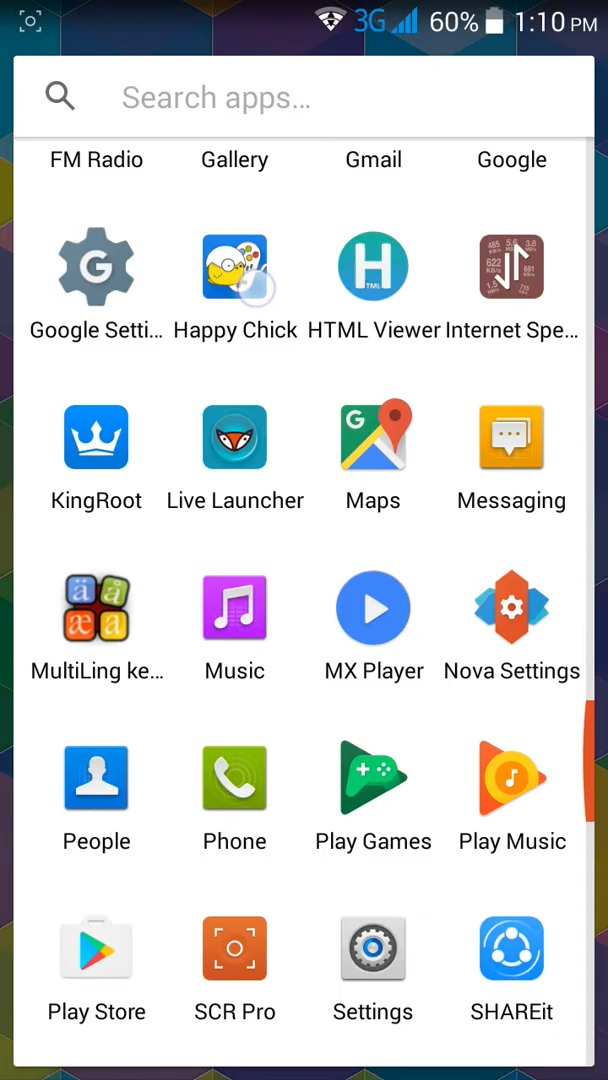 3G 60% 1:10 PM
Search apps...
FM Radio Gallery Gmail Google
Google Setti... Happy Chick HTML Viewer Internet Spe...
KingRoot Live Launcher Maps Messaging
MultiLing ke... Music MX Player Nova Settings
People Phone Play Games Play Music
Play Store SCR Pro Settings SHAREit